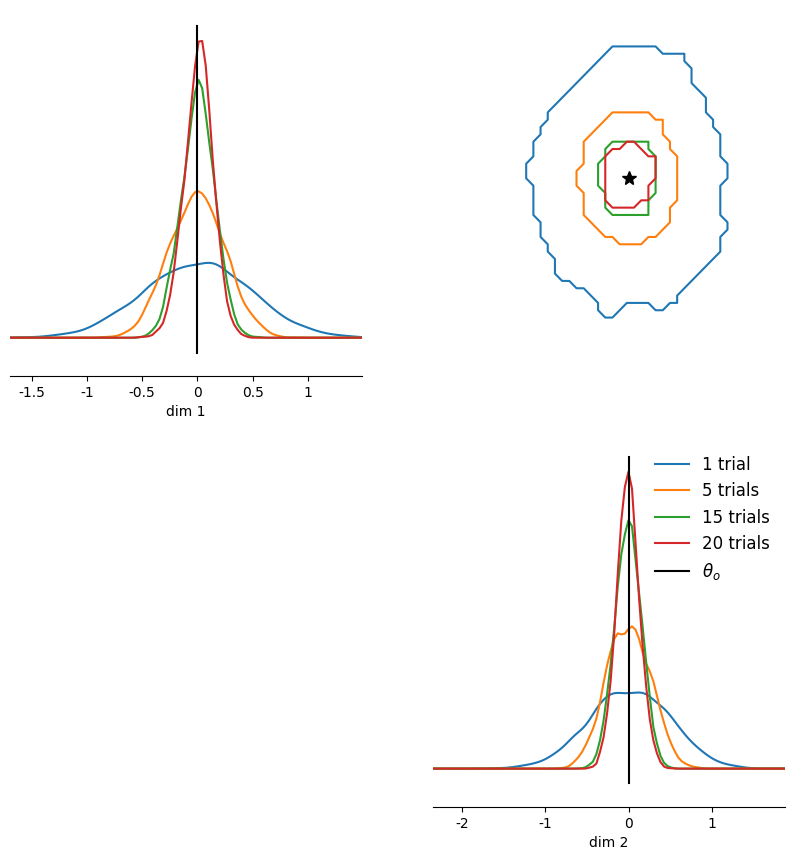 -1.5 -1 -0.5 0 0.5 1
dim 1
1 trial
5 trials
15 trials
20 trials
θₒ
-2 -1 0 1
dim 2